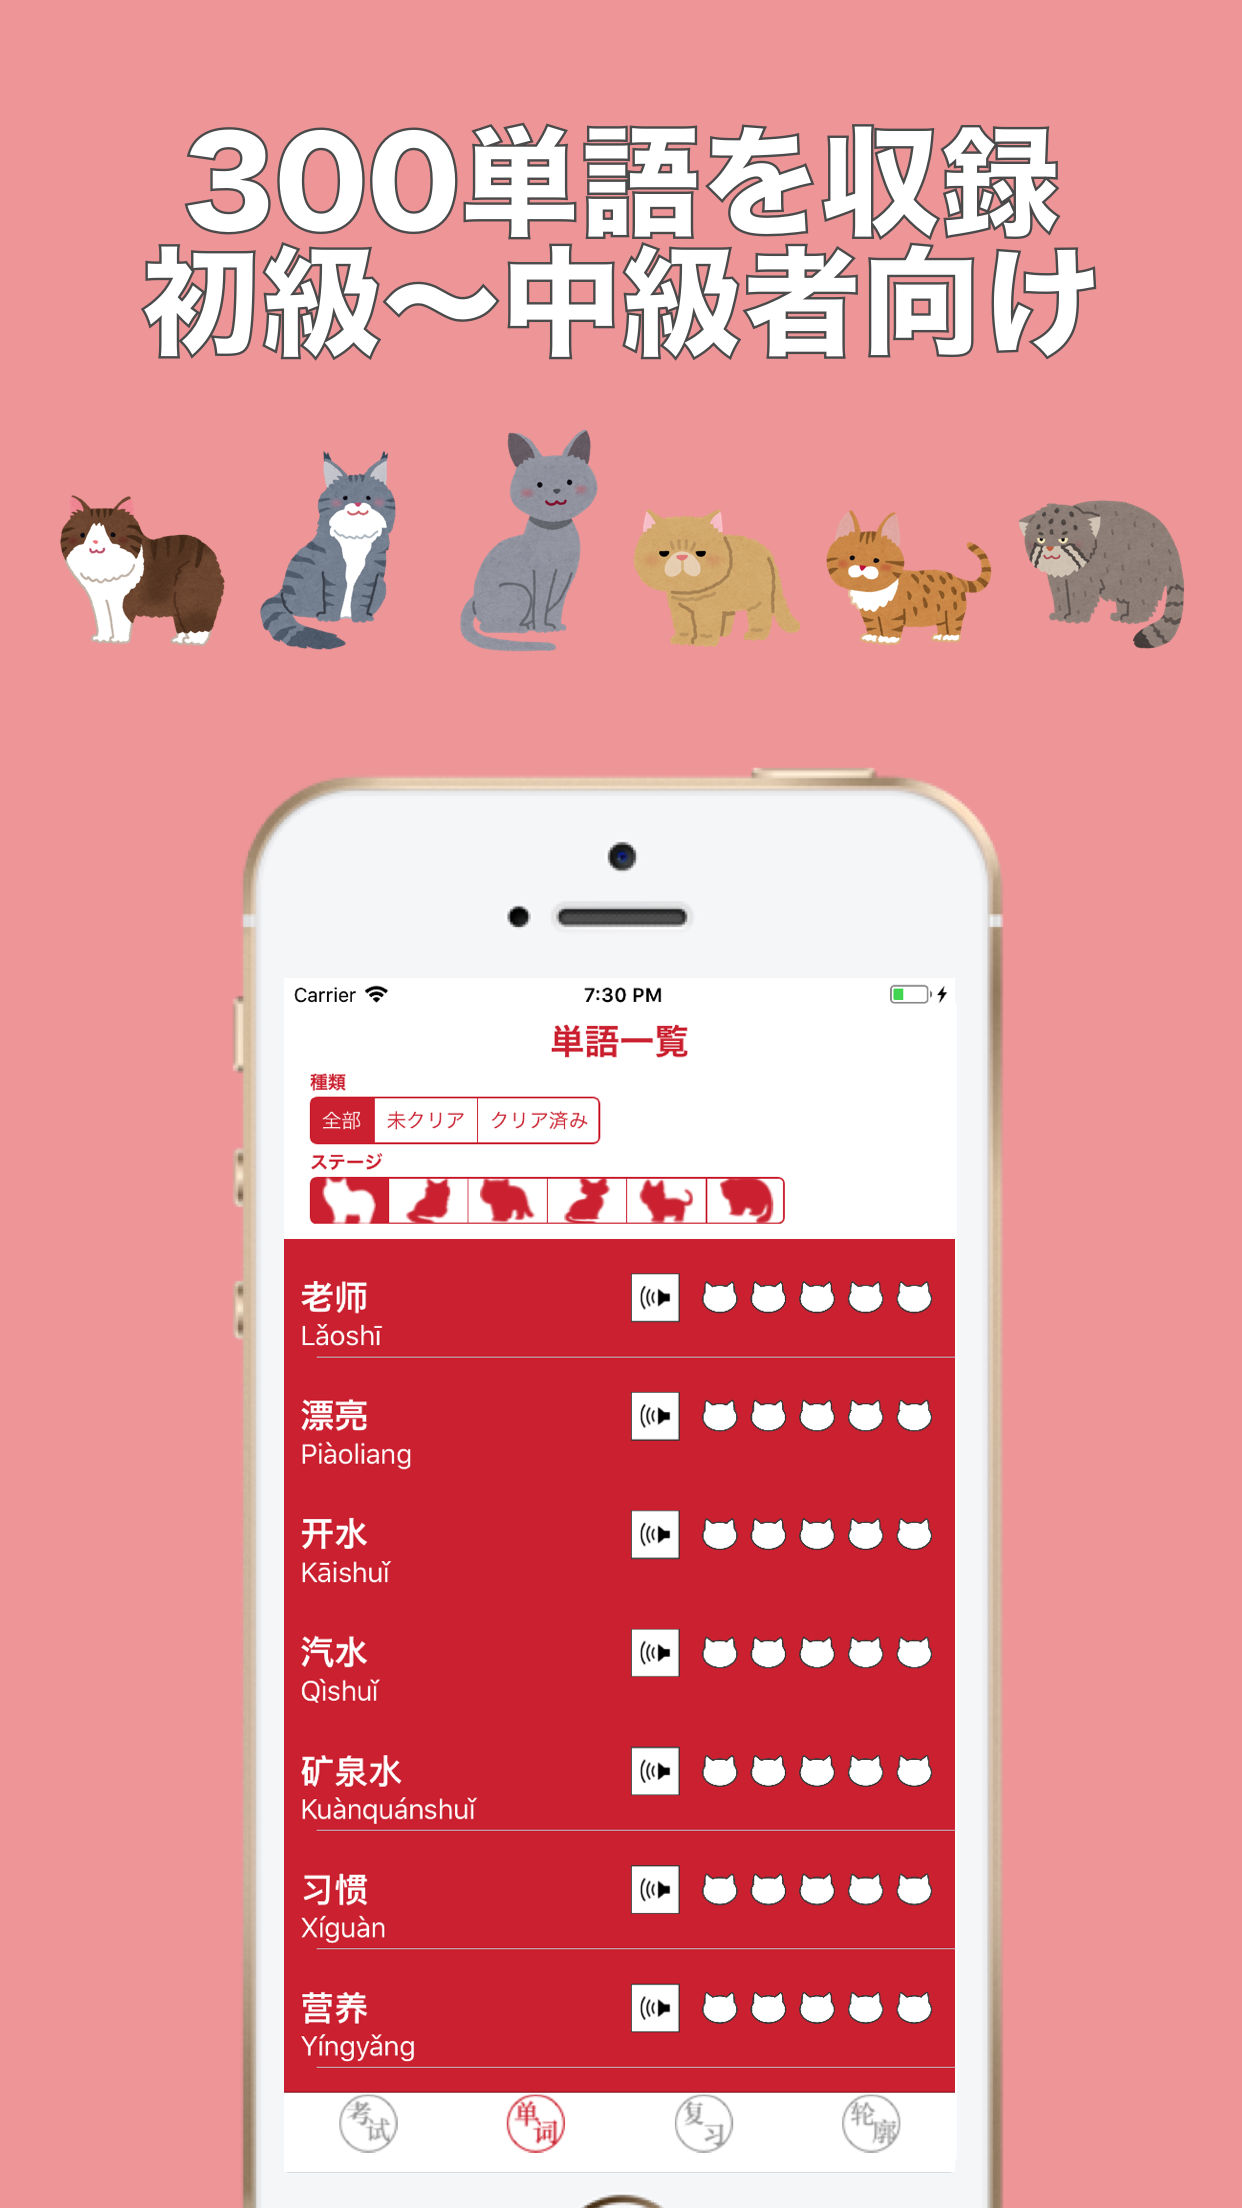 300単語を収録
初級〜中級者向け
Carrier 7:30 PM
単語一覧
種類
全部 未クリア クリア済み
ステージ
老师
Lǎoshī
漂亮
Piàoliang
开水
Kāishuǐ
汽水
Qìshuǐ
矿泉水
Kuànquánshuǐ
习惯
Xíguàn
营养
Yíngyǎng
考试 单词 复习 轮廓